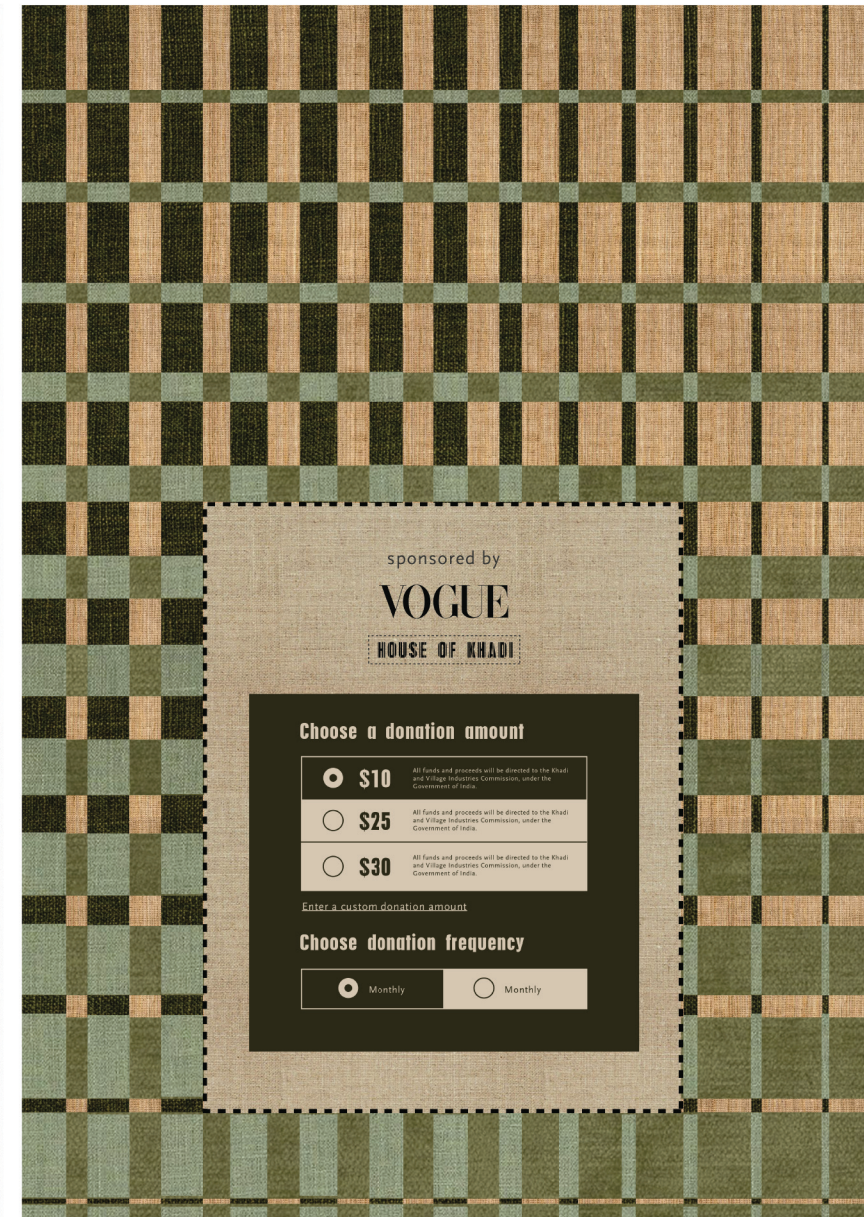 sponsored by
VOGUE
HOUSE OF KHADI
Choose a donation amount
$10
All funds and proceeds will be directed to the Khadi
and Village Industries Commission, under the
Government of India.
$25
All funds and proceeds will be directed to the Khadi
and Village Industries Commission, under the
Government of India.
$30
All funds and proceeds will be directed to the Khadi
and Village Industries Commission, under the
Government of India.
Enter a custom donation amount
Choose donation frequency
Monthly
Monthly